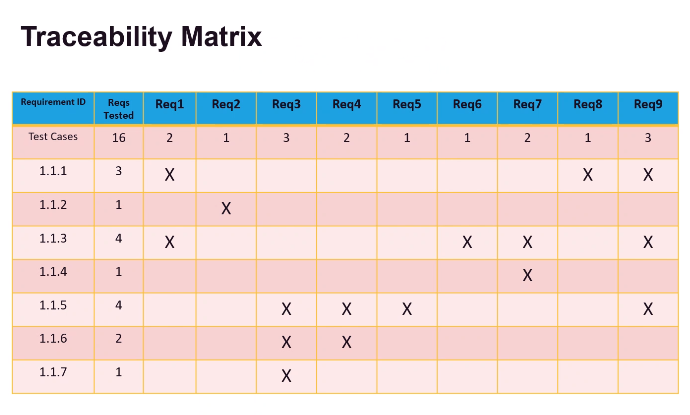 Traceability Matrix
Requirement ID Reqs Tested Req1 Req2 Req3 Req4 Req5 Req6 Req7 Req8 Req9
Test Cases 16 2 1 3 2 1 1 2 1 3
1.1.1 3 X X X
1.1.2 1 X
1.1.3 4 X X X X
1.1.4 1 X
1.1.5 4 X X X X
1.1.6 2 X X
1.1.7 1 X